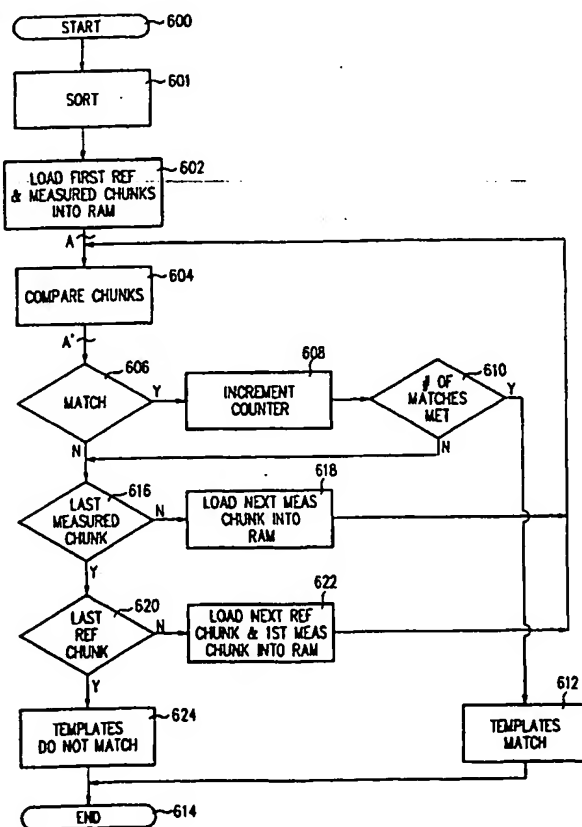 START
600
601
SORT
602
LOAD FIRST REF
& MEASURED CHUNKS
INTO RAM
A
604
COMPARE CHUNKS
A'
606
MATCH
Y
608
INCREMENT
COUNTER
610
# OF
MATCHES
MET
Y
N
N
616
LAST
MEASURED
CHUNK
N
618
LOAD NEXT MEAS
CHUNK INTO
RAM
Y
620
LAST
REF
CHUNK
N
622
LOAD NEXT REF
CHUNK & 1ST MEAS
CHUNK INTO RAM
Y
624
TEMPLATES
DO NOT MATCH
612
TEMPLATES
MATCH
END
614